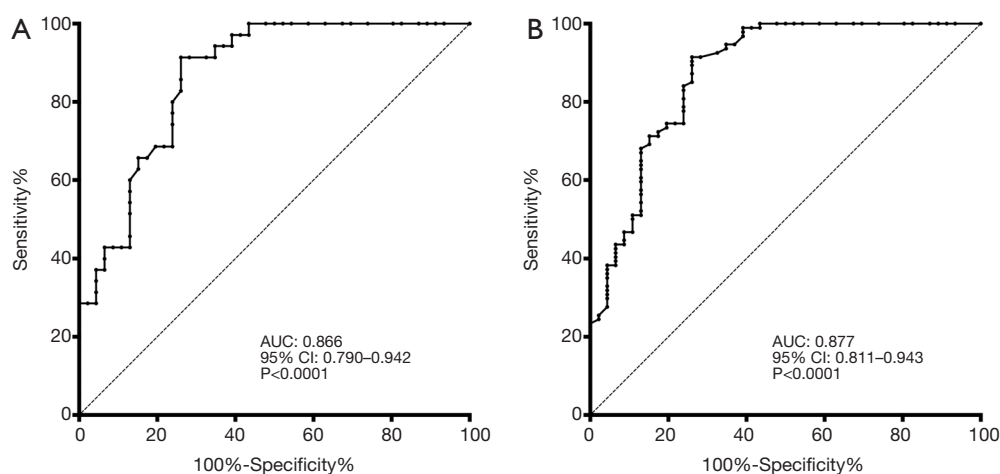 A
100
80
60
40
20
0
Sensitivity%
AUC: 0.866
95% CI: 0.790–0.942
P<0.0001
0 20 40 60 80 100
100%-Specificity%
B
100
80
60
40
20
0
Sensitivity%
AUC: 0.877
95% CI: 0.811–0.943
P<0.0001
0 20 40 60 80 100
100%-Specificity%